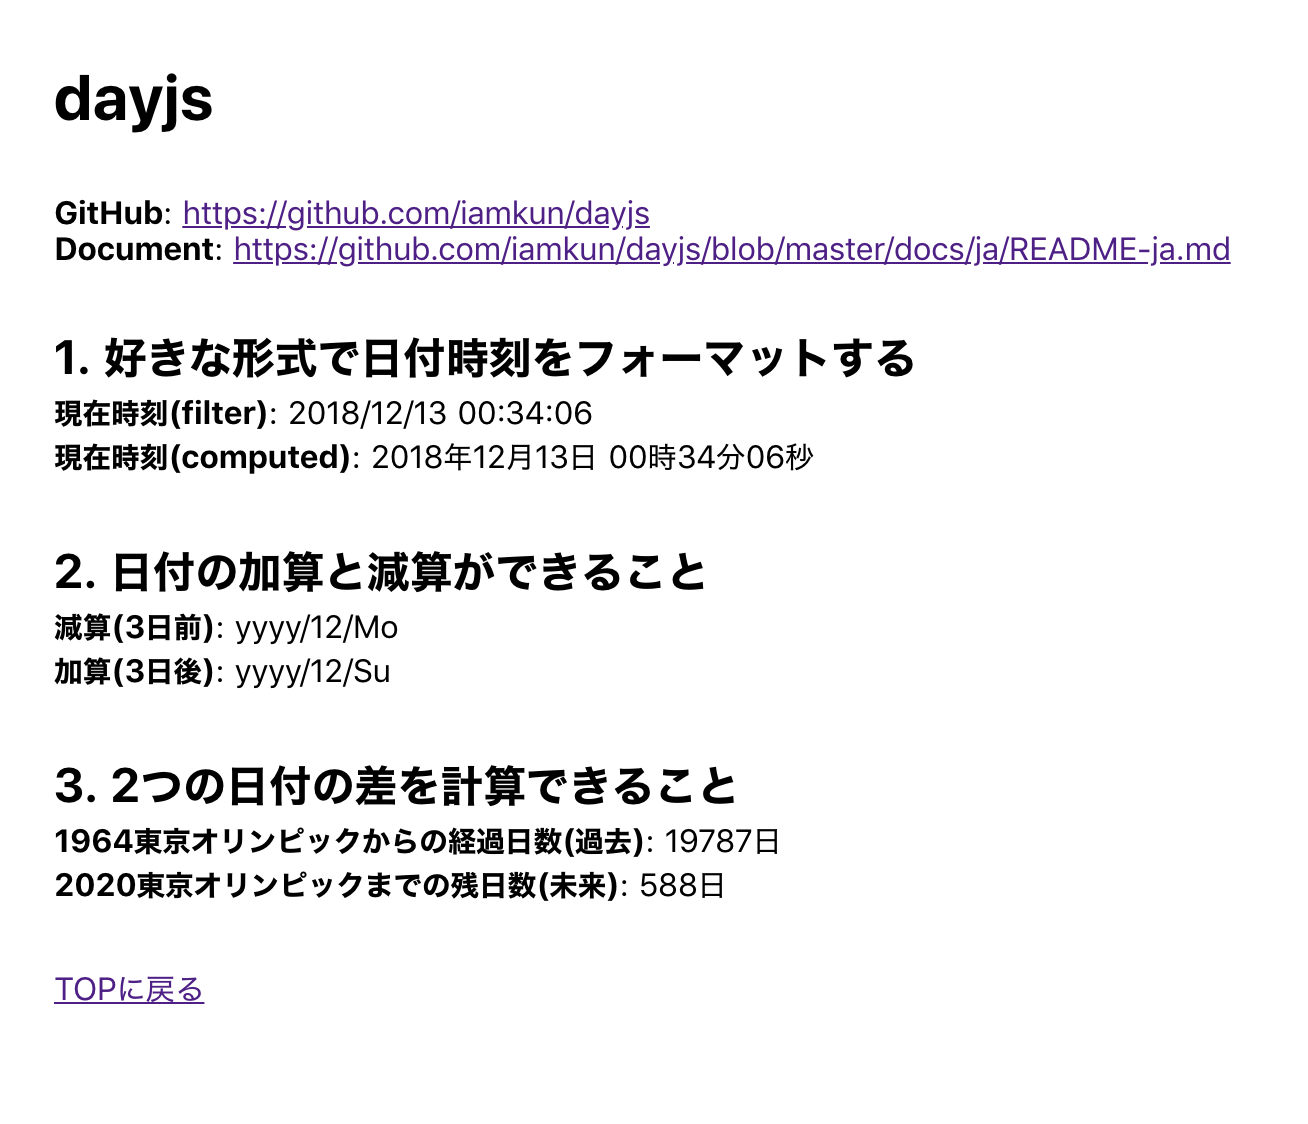 dayjs
GitHub: https://github.com/iamkun/dayjs
Document: https://github.com/iamkun/dayjs/blob/master/docs/ja/README-ja.md
1. 好きな形式で日付時刻をフォーマットする
現在時刻(filter): 2018/12/13 00:34:06
現在時刻(computed): 2018年12月13日 00時34分06秒
2. 日付の加算と減算ができること
減算(3日前): yyyy/12/Mo
加算(3日後): yyyy/12/Su
3. 2つの日付の差を計算できること
1964東京オリンピックからの経過日数(過去): 19787日
2020東京オリンピックまでの残日数(未来): 588日
TOPに戻る